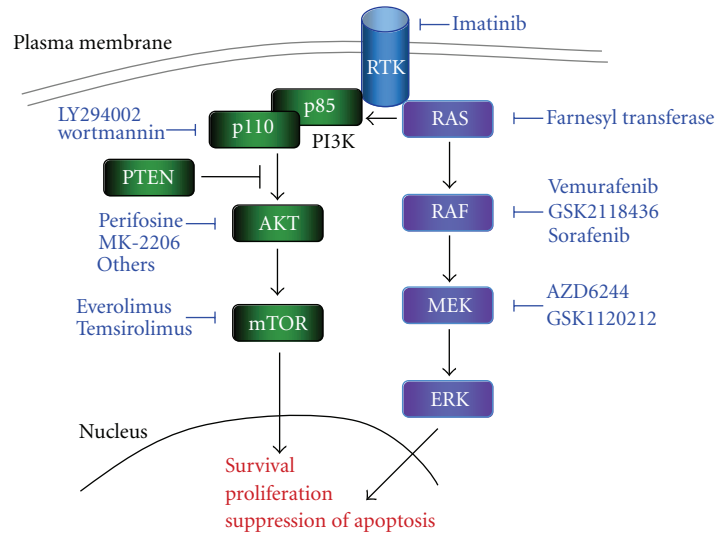 Imatinib
Plasma membrane
RTK
p85
LY294002
wortmannin
p110
RAS
Farnesyl transferase
PI3K
PTEN
Vemurafenib
GSK2118436
Sorafenib
RAF
Perifosine
MK-2206
Others
AKT
Everolimus
Temsirolimus
mTOR
MEK
AZD6244
GSK1120212
ERK
Nucleus
Survival
proliferation
suppression of apoptosis